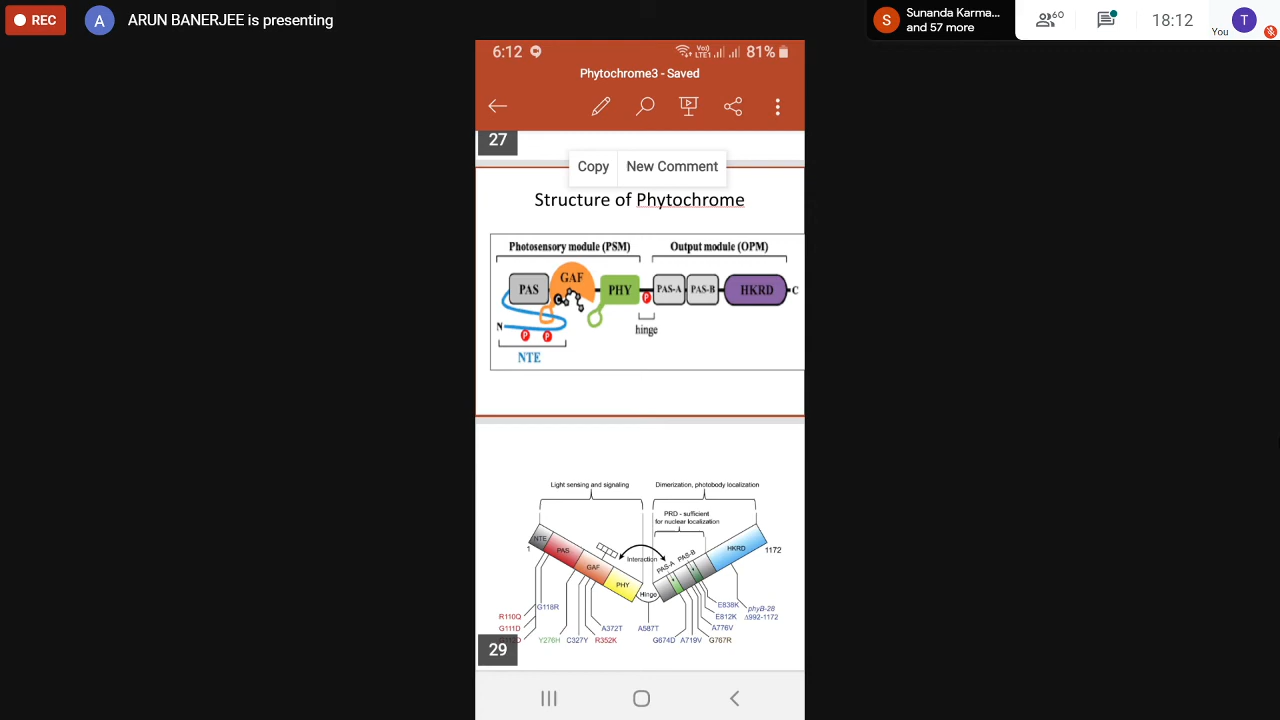 REC
A
ARUN BANERJEE is presenting
S
Sunanda Karma...
and 57 more
60
18:12
You
T
6:12
Vo)
LTE1
81%
Phytochrome3 - Saved
27
Copy
New Comment
Structure of Phytochrome
Photosensory module (PSM)
Output module (OPM)
PAS
GAF
PHY
P
PAS-A
PAS-B
HKRD
C
N
P
P
hinge
NTE
Light sensing and signaling
Dimerization, photobody localization
PRD - sufficient
for nuclear localization
NTE
PAS
GAF
PHY
1
Interaction
Hinge
PAS-A
PAS-B
HKRD
1172
G118R
R110Q
G111D
Y276H
C327Y
A372T
R352K
A587T
G674D
A719V
G767R
A776V
E812K
E838K
phyB-28
Δ992-1172
29